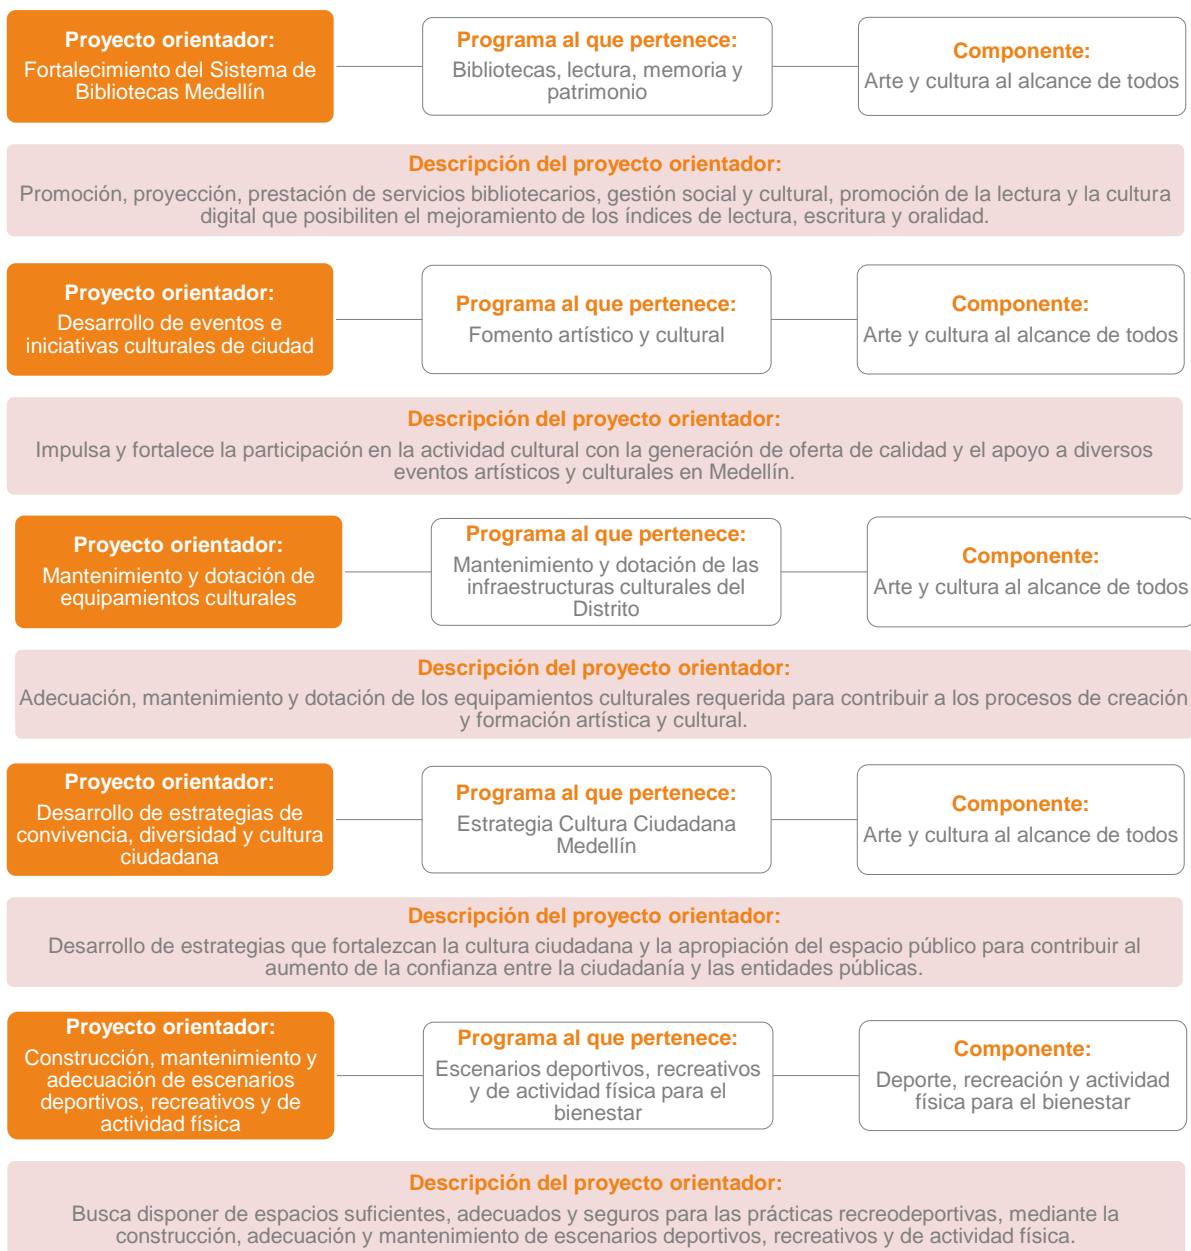 Proyecto orientador:
Fortalecimiento del Sistema de
Bibliotecas Medellín
Programa al que pertenece:
Bibliotecas, lectura, memoria y
patrimonio
Componente:
Arte y cultura al alcance de todos
Descripción del proyecto orientador:
Promoción, proyección, prestación de servicios bibliotecarios, gestión social y cultural, promoción de la lectura y la cultura
digital que posibiliten el mejoramiento de los índices de lectura, escritura y oralidad.
Proyecto orientador:
Desarrollo de eventos e
iniciativas culturales de ciudad
Programa al que pertenece:
Fomento artístico y cultural
Componente:
Arte y cultura al alcance de todos
Descripción del proyecto orientador:
Impulsa y fortalece la participación en la actividad cultural con la generación de oferta de calidad y el apoyo a diversos
eventos artísticos y culturales en Medellín.
Proyecto orientador:
Mantenimiento y dotación de
equipamientos culturales
Programa al que pertenece:
Mantenimiento y dotación de las
infraestructuras culturales del
Distrito
Componente:
Arte y cultura al alcance de todos
Descripción del proyecto orientador:
Adecuación, mantenimiento y dotación de los equipamientos culturales requerida para contribuir a los procesos de creación
y formación artística y cultural.
Proyecto orientador:
Desarrollo de estrategias de
convivencia, diversidad y cultura
ciudadana
Programa al que pertenece:
Estrategia Cultura Ciudadana
Medellín
Componente:
Arte y cultura al alcance de todos
Descripción del proyecto orientador:
Desarrollo de estrategias que fortalezcan la cultura ciudadana y la apropiación del espacio público para contribuir al
aumento de la confianza entre la ciudadanía y las entidades públicas.
Proyecto orientador:
Construcción, mantenimiento y
adecuación de escenarios
deportivos, recreativos y de
actividad física
Programa al que pertenece:
Escenarios deportivos, recreativos
y de actividad física para el
bienestar
Componente:
Deporte, recreación y actividad
física para el bienestar
Descripción del proyecto orientador:
Busca disponer de espacios suficientes, adecuados y seguros para las prácticas recreodeportivas, mediante la
construcción, adecuación y mantenimiento de escenarios deportivos, recreativos y de actividad física.